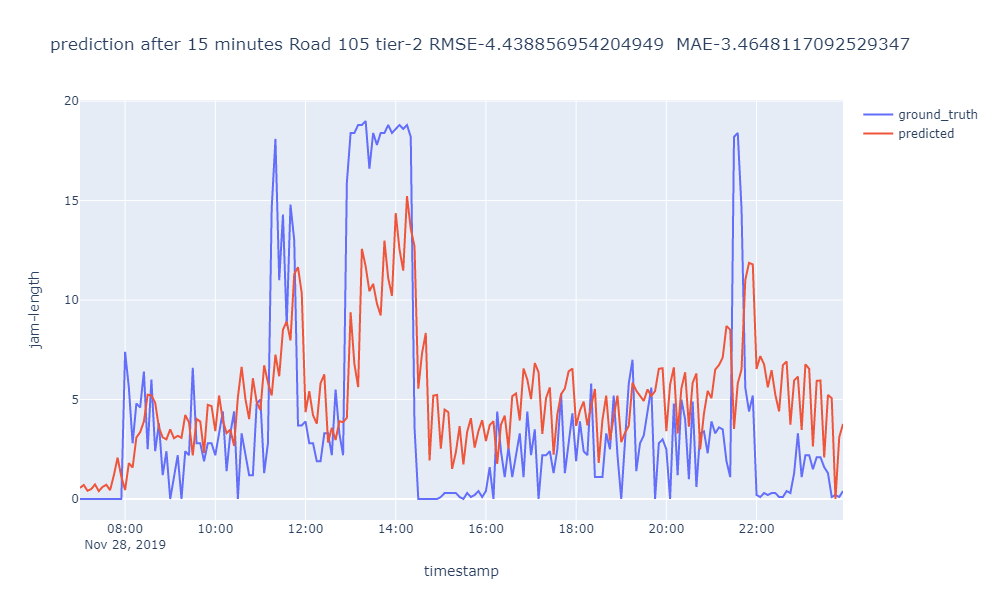 prediction after 15 minutes Road 105 tier-2 RMSE-4.438856954204949  MAE-3.4648117092529347
ground_truth
predicted
20
15
10
5
0
jam-length
08:00 10:00 12:00 14:00 16:00 18:00 20:00 22:00
Nov 28, 2019
timestamp